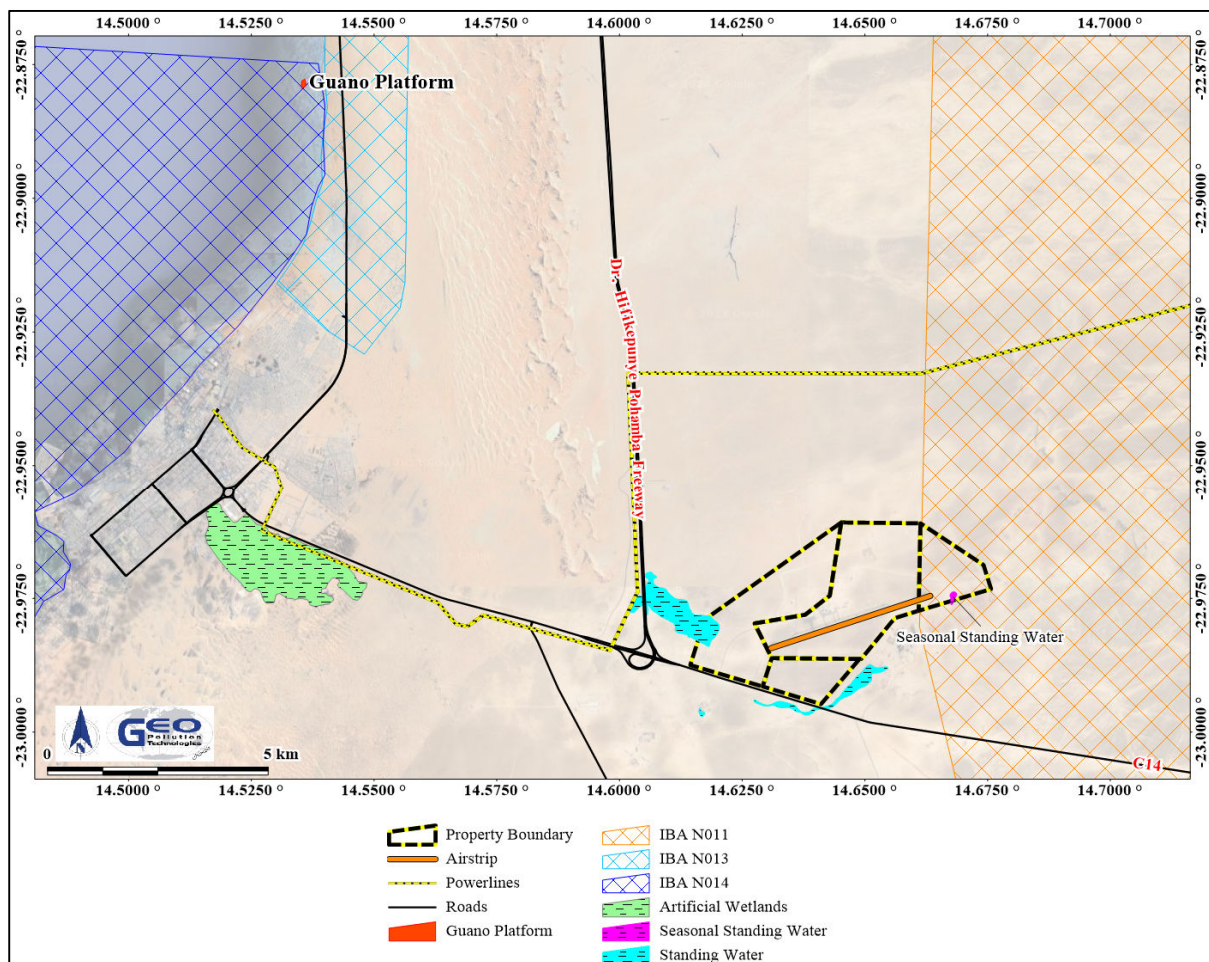 14.5000 ° 14.5250 ° 14.5500 ° 14.5750 ° 14.6000 ° 14.6250 ° 14.6500 ° 14.6750 ° 14.7000 °
-22.8750 °
-22.9000 °
-22.9250 °
-22.9500 °
-22.9750 °
-23.0000 °
Guano Platform
Dr. Hifikepunye Pohamba Freeway
Seasonal Standing Water
C14
N
GEO
Pollution
Technologies
0 5 km
-22.8750 °
-22.9000 °
-22.9250 °
-22.9500 °
-22.9750 °
-23.0000 °
14.5000 ° 14.5250 ° 14.5500 ° 14.5750 ° 14.6000 ° 14.6250 ° 14.6500 ° 14.6750 ° 14.7000 °
Property Boundary
Airstrip
Powerlines
Roads
Guano Platform
IBA N011
IBA N013
IBA N014
Artificial Wetlands
Seasonal Standing Water
Standing Water